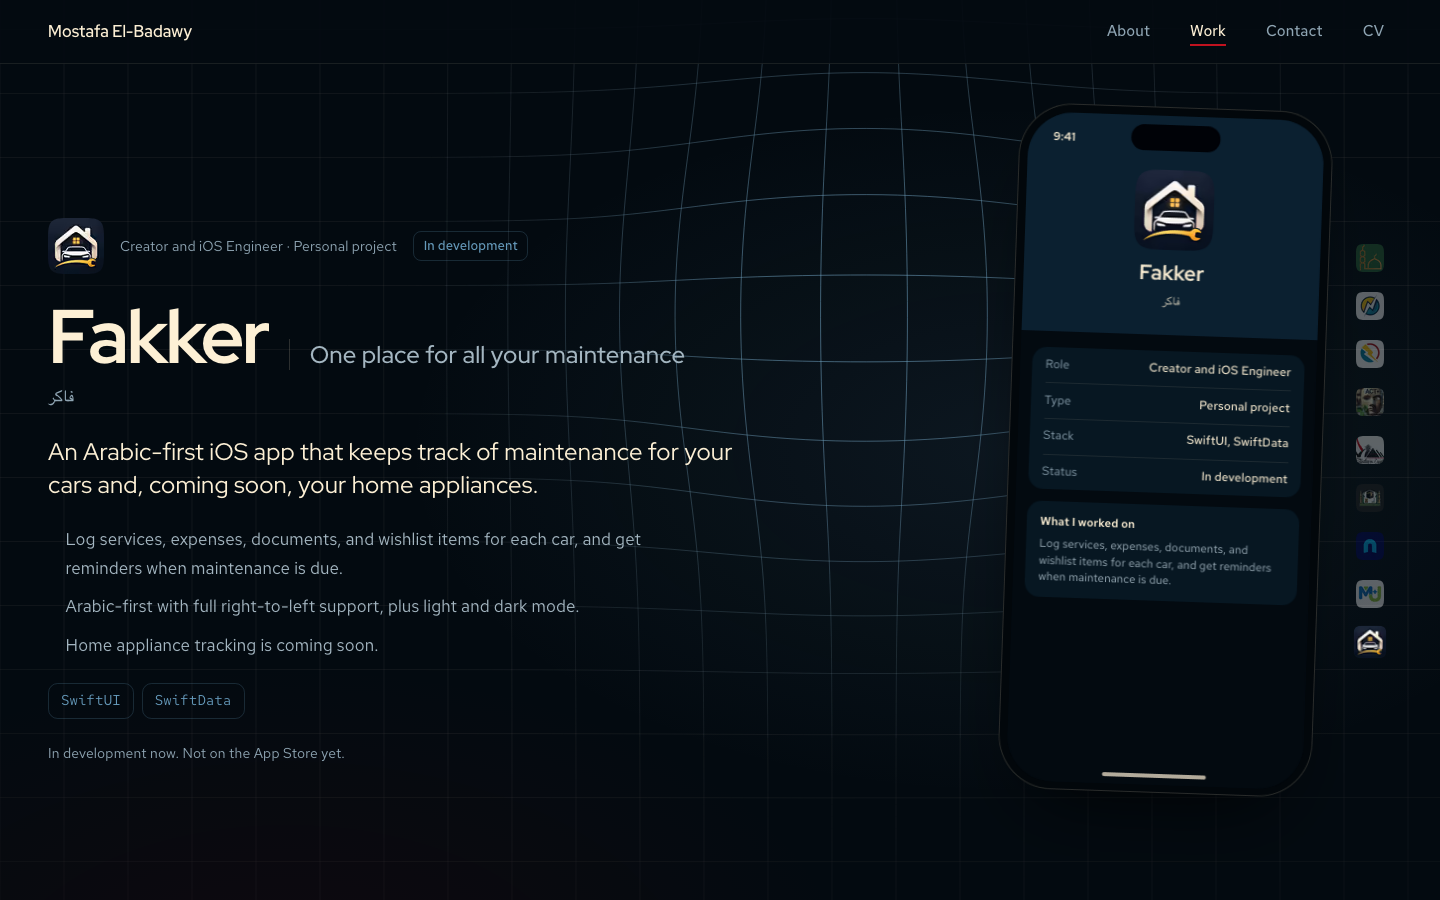 Mostafa El-Badawy
About
Work
Contact
CV
Creator and iOS Engineer · Personal project
In development
Fakker
One place for all your maintenance
فاكر
An Arabic-first iOS app that keeps track of maintenance for your
cars and, coming soon, your home appliances.
Log services, expenses, documents, and wishlist items for each car, and get
reminders when maintenance is due.
Arabic-first with full right-to-left support, plus light and dark mode.
Home appliance tracking is coming soon.
SwiftUI
SwiftData
In development now. Not on the App Store yet.
9:41
Fakker
فاكر
Role
Creator and iOS Engineer
Type
Personal project
Stack
SwiftUI, SwiftData
Status
In development
What I worked on
Log services, expenses, documents, and
wishlist items for each car, and get reminders
when maintenance is due.